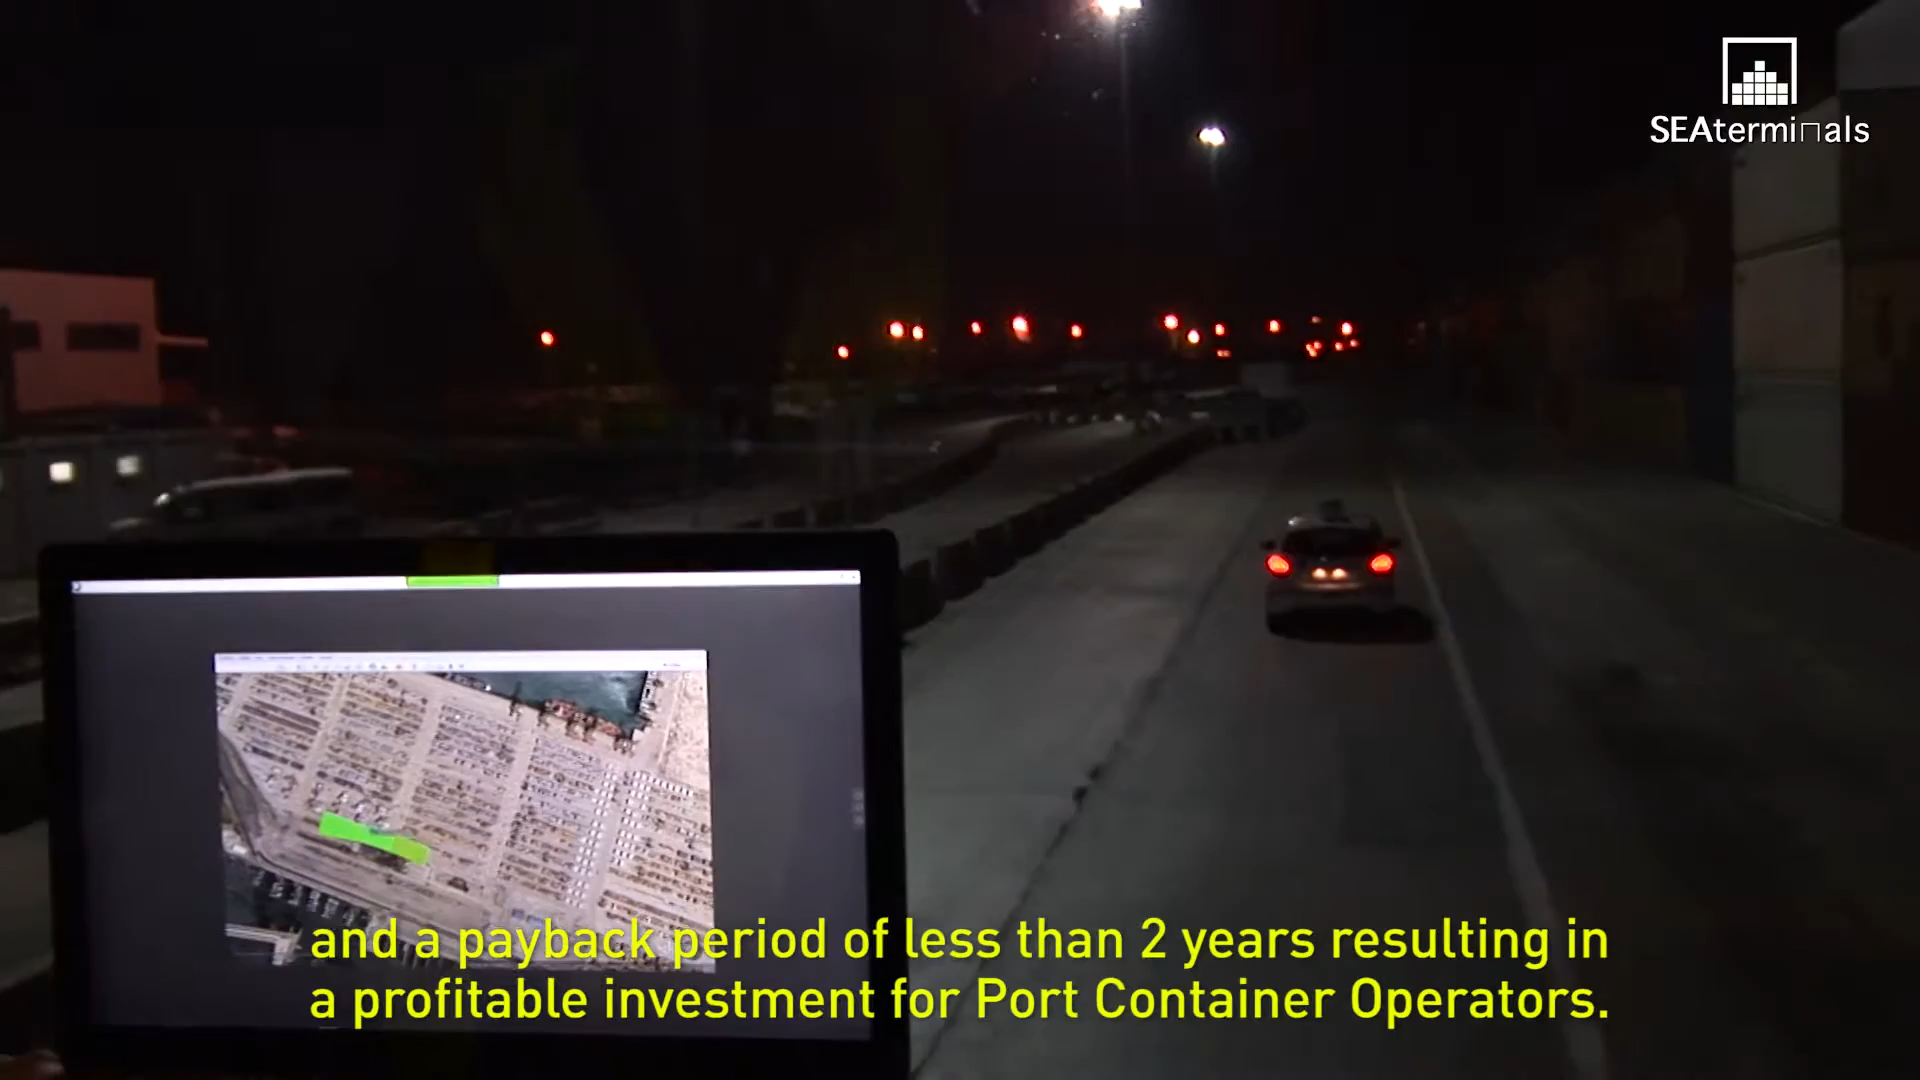 SEAterminals
and a payback period of less than 2 years resulting in
a profitable investment for Port Container Operators.